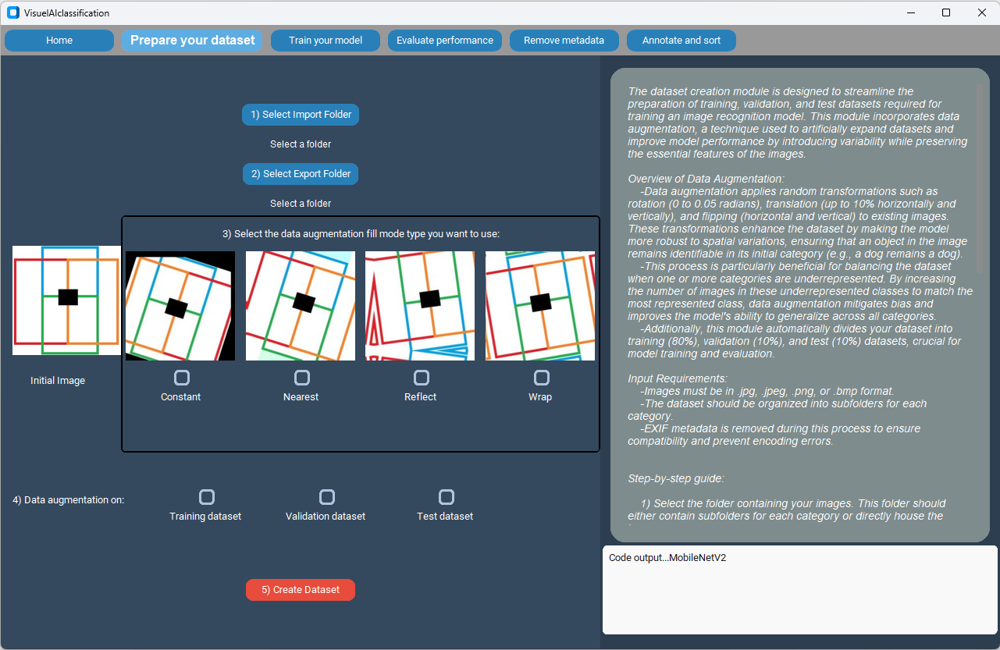 VisuelAIclassification
Home
Prepare your dataset
Train your model
Evaluate performance
Remove metadata
Annotate and sort
1) Select Import Folder
Select a folder
2) Select Export Folder
Select a folder
3) Select the data augmentation fill mode type you want to use:
Initial Image
Constant
Nearest
Reflect
Wrap
4) Data augmentation on:
Training dataset
Validation dataset
Test dataset
5) Create Dataset
The dataset creation module is designed to streamline the
preparation of training, validation, and test datasets required for
training an image recognition model. This module incorporates data
augmentation, a technique used to artificially expand datasets and
improve model performance by introducing variability while preserving
the essential features of the images.
Overview of Data Augmentation:
-Data augmentation applies random transformations such as
rotation (0 to 0.05 radians), translation (up to 10% horizontally and
vertically), and flipping (horizontal and vertical) to existing images.
These transformations enhance the dataset by making the model
more robust to spatial variations, ensuring that an object in the image
remains identifiable in its initial category (e.g., a dog remains a dog).
-This process is particularly beneficial for balancing the dataset
when one or more categories are underrepresented. By increasing
the number of images in these underrepresented classes to match the
most represented class, data augmentation mitigates bias and
improves the model's ability to generalize across all categories.
-Additionally, this module automatically divides your dataset into
training (80%), validation (10%), and test (10%) datasets, crucial for
model training and evaluation.
Input Requirements:
-Images must be in .jpg, .jpeg, .png, or .bmp format.
-The dataset should be organized into subfolders for each
category.
-EXIF metadata is removed during this process to ensure
compatibility and prevent encoding errors.
Step-by-step guide:
1) Select the folder containing your images. This folder should
either contain subfolders for each category or directly house the
Code output...MobileNetV2